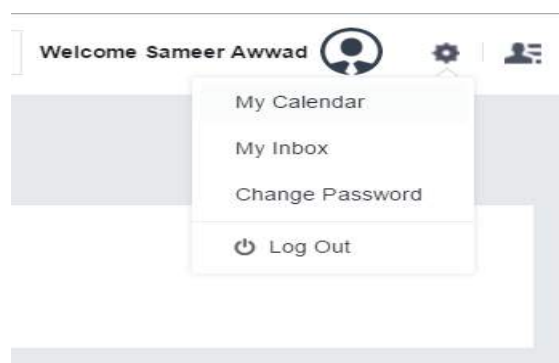 Welcome Sameer Awwad
My Calendar
My Inbox
Change Password
Log Out